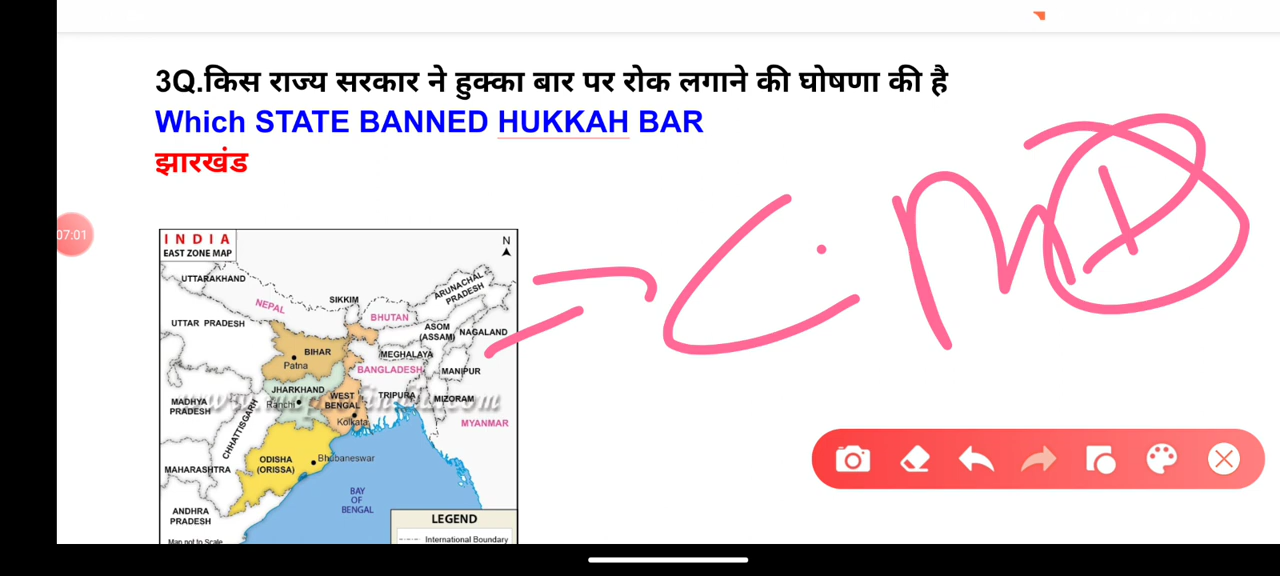 3Q.किस राज्य सरकार ने हुक्का बार पर रोक लगाने की घोषणा की है
Which STATE BANNED HUKKAH BAR
झारखंड
07:01
INDIA
EAST ZONE MAP
N
UTTARAKHAND
NEPAL
SIKKIM
ARUNACHAL
PRADESH
BHUTAN
UTTAR PRADESH
ASOM
(ASSAM)
NAGALAND
BIHAR
Patna
MEGHALAYA
BANGLADESH
MANIPUR
JHARKHAND
Ranchi
WEST
BENGAL
TRIPURA
MIZORAM
MADHYA
PRADESH
Kolkata
MYANMAR
CHHATTISGARH
ODISHA
(ORISSA)
Bhubaneswar
MAHARASHTRA
BAY
OF
BENGAL
ANDHRA
PRADESH
LEGEND
Map not to Scale
International Boundary